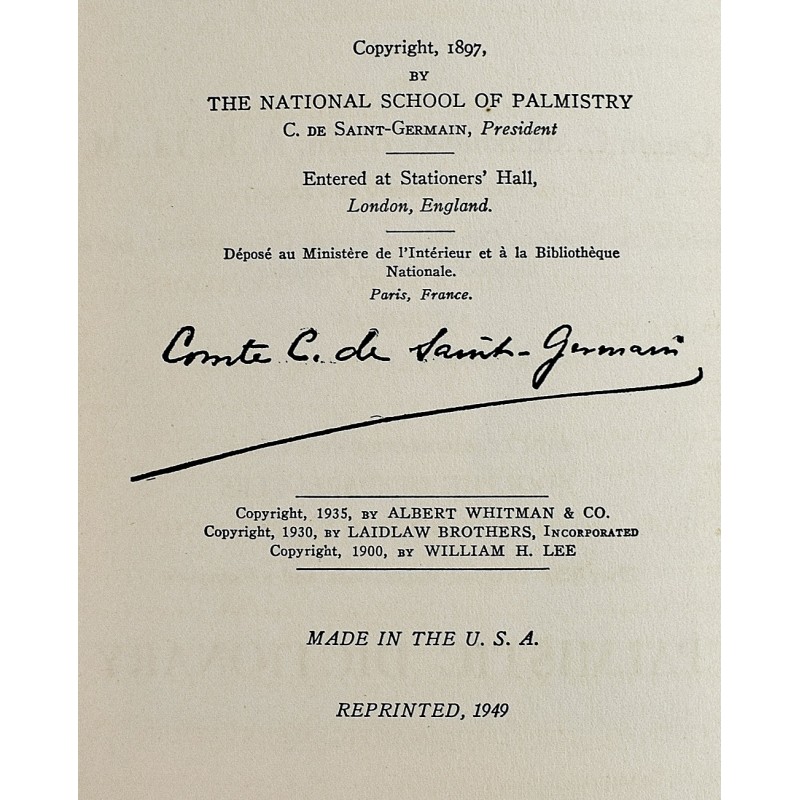 Copyright, 1897,
BY
THE NATIONAL SCHOOL OF PALMISTRY
C. DE SAINT-GERMAIN, President
Entered at Stationers' Hall,
London, England.
Déposé au Ministère de l'Intérieur et à la Bibliothèque
Nationale.
Paris, France.
Comte C. de Saint-Germain
Copyright, 1935, BY ALBERT WHITMAN & CO.
Copyright, 1930, BY LAIDLAW BROTHERS, INCORPORATED
Copyright, 1900, BY WILLIAM H. LEE
MADE IN THE U. S. A.
REPRINTED, 1949